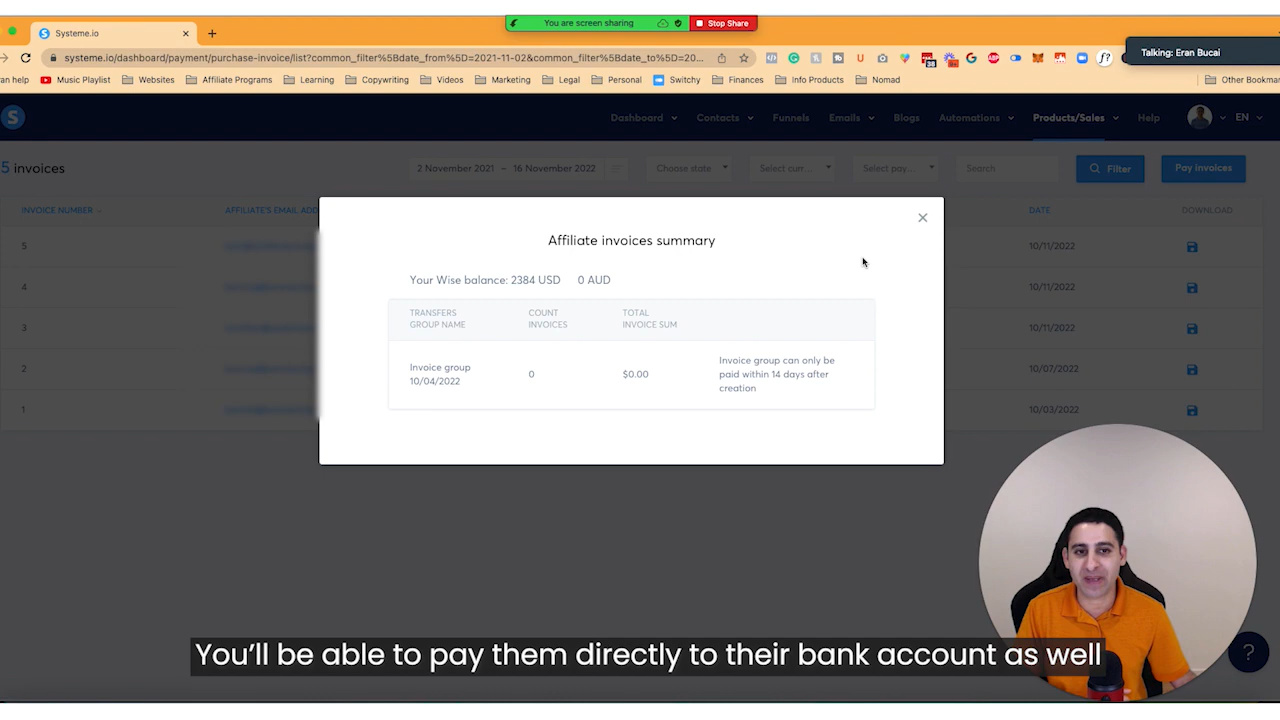 You are screen sharing
Stop Share
Systeme.io
systeme.io/dashboard/payment/purchase-invoice/list?common_filter%5Bdate_from%5D=2021-11-02&common_filter%5Bdate_to%5D=20...
Talking: Eran Bucai
an help
Music Playlist
Websites
Affiliate Programs
Learning
Copywriting
Videos
Marketing
Legal
Personal
Switchy
Finances
Info Products
Nomad
Other Bookmar
S
Dashboard
Contacts
Funnels
Emails
Blogs
Automations
Products/Sales
Help
EN
5 invoices
2 November 2021 – 16 November 2022
Choose state
Select curr...
Select pay..
Search
Filter
Pay invoices
INVOICE NUMBER
AFFILIATE'S EMAIL ADD
DATE
DOWNLOAD
5
10/11/2022
4
10/11/2022
3
10/11/2022
2
10/07/2022
1
10/03/2022
Affiliate invoices summary
Your Wise balance: 2384 USD 0 AUD
TRANSFERS
GROUP NAME
COUNT
INVOICES
TOTAL
INVOICE SUM
Invoice group
10/04/2022
0
$0.00
Invoice group can only be
paid within 14 days after
creation
You'll be able to pay them directly to their bank account as well
?